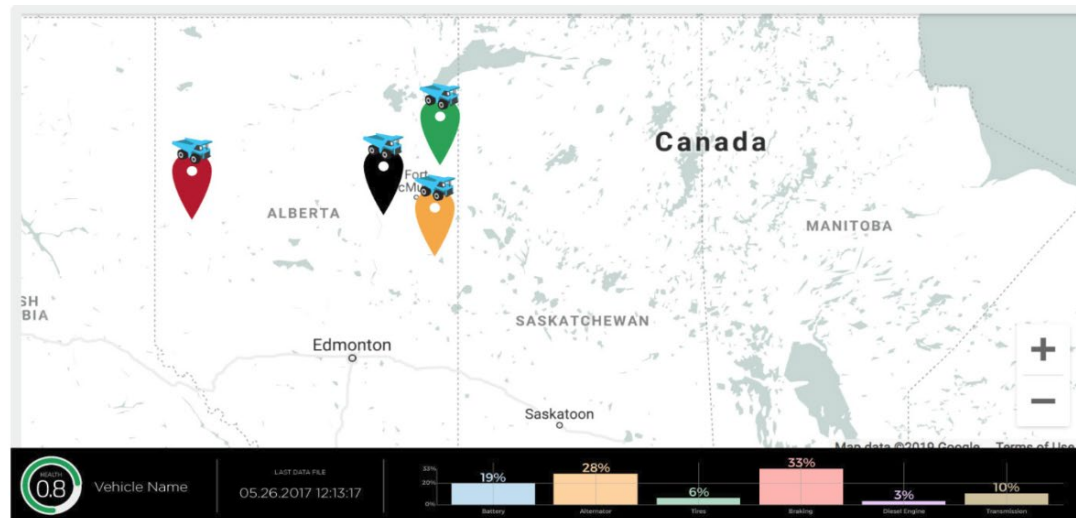 Canada
Fort
cMu
ALBERTA
MANITOBA
SH
BIA
SASKATCHEWAN
Edmonton
Saskatoon
+
−
Map data ©2019 Google Terms of Use
HEALTH
0.8
Vehicle Name
LAST DATA FILE
05.26.2017 12:13:17
33%
20%
0%
19%
28%
6%
33%
3%
10%
Battery
Alternator
Tires
Braking
Diesel Engine
Transmission